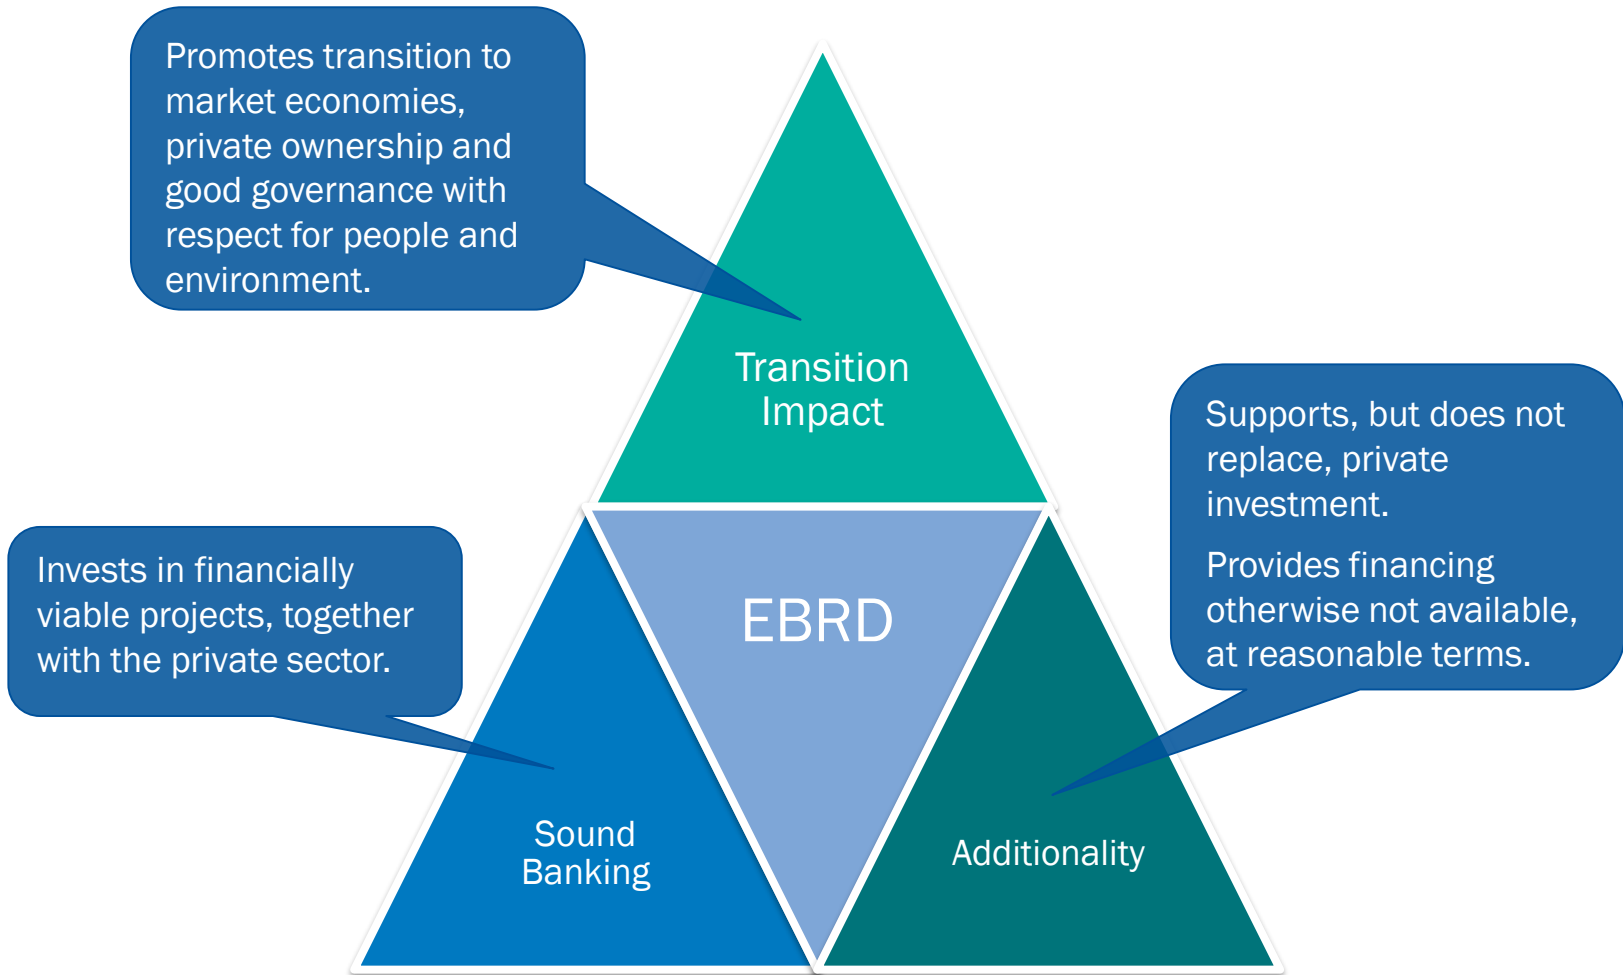 Promotes transition to
market economies,
private ownership and
good governance with
respect for people and
environment.
Transition
Impact
Supports, but does not
replace, private
investment.
Provides financing
otherwise not available,
at reasonable terms.
Invests in financially
viable projects, together
with the private sector.
EBRD
Sound
Banking
Additionality